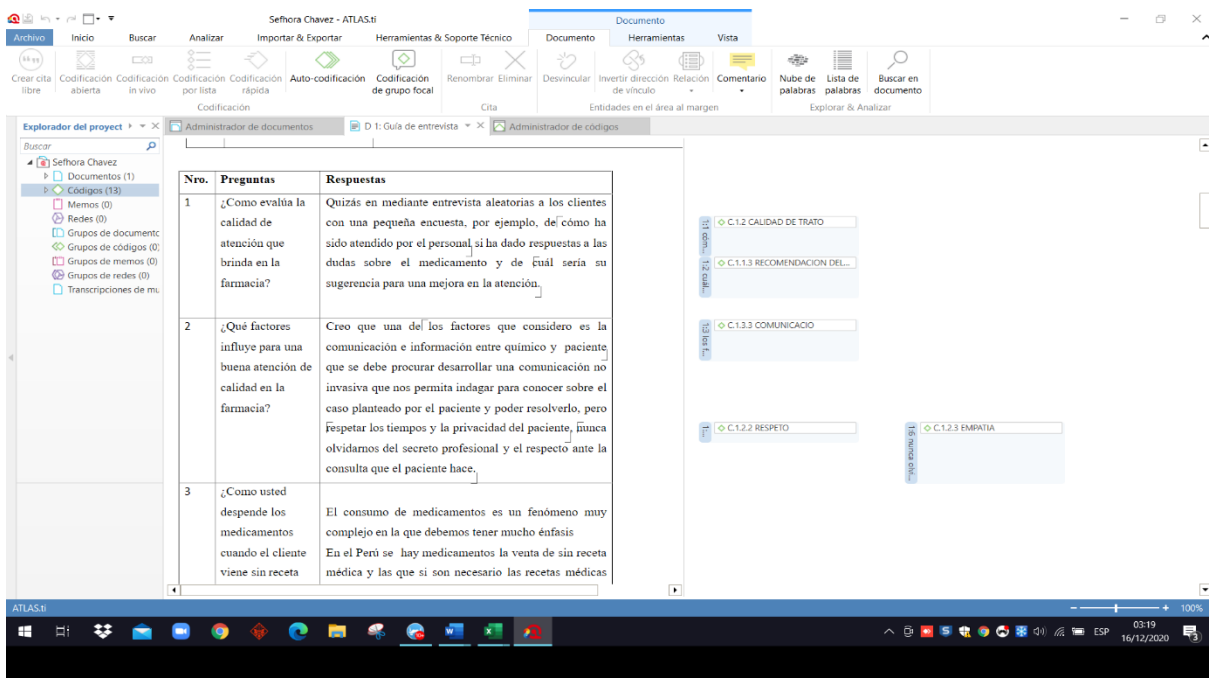 Sefhora Chavez - ATLAS.ti
Documento
Archivo Inicio Buscar Analizar Importar & Exportar Herramientas & Soporte Técnico Documento Herramientas Vista
Crear cita libre
Codificación abierta
Codificación in vivo
Codificación por lista
Codificación rápida
Auto-codificación
Codificación de grupo focal
Renombrar Eliminar
Desvincular
Invertir dirección de vínculo
Relación
Comentario
Nube de palabras
Lista de palabras
Buscar en documento
Codificación
Cita
Entidades en el área al margen
Explorar & Analizar
Explorador del proyect
Administrador de documentos
D 1: Guía de entrevista
Administrador de códigos
Buscar
Sefhora Chavez
Documentos (1)
Códigos (13)
Memos (0)
Redes (0)
Grupos de documento
Grupos de códigos (0)
Grupos de memos (0)
Grupos de redes (0)
Transcripciones de mu
Nro. Preguntas Respuestas
1
¿Como evalúa la
calidad de
atención que
brinda en la
farmacia?
Quizás en mediante entrevista aleatorias a los clientes
con una pequeña encuesta, por ejemplo, de cómo ha
sido atendido por el personal si ha dado respuestas a las
dudas sobre el medicamento y de cuál sería su
sugerencia para una mejora en la atención.
2
¿Qué factores
influye para una
buena atención de
calidad en la
farmacia?
Creo que una de los factores que considero es la
comunicación e información entre químico y paciente
que se debe procurar desarrollar una comunicación no
invasiva que nos permita indagar para conocer sobre el
caso planteado por el paciente y poder resolverlo, pero
respetar los tiempos y la privacidad del paciente, nunca
olvidarnos del secreto profesional y el respecto ante la
consulta que el paciente hace.
3
¿Como usted
despende los
medicamentos
cuando el cliente
viene sin receta
El consumo de medicamentos es un fenómeno muy
complejo en la que debemos tener mucho énfasis
En el Perú se hay medicamentos la venta de sin receta
médica y las que si son necesario las recetas médicas
1:1 cóm...
C.1.2 CALIDAD DE TRATO
1:2 cuál...
C.1.1.3 RECOMENDACION DEL...
1:3 los f...
C.1.3.3 COMUNICACIO
1:...
C.1.2.2 RESPETO
1:6 nunca olvi...
C.1.2.3 EMPATIA
ATLAS.ti
100%
ESP
03:19
16/12/2020